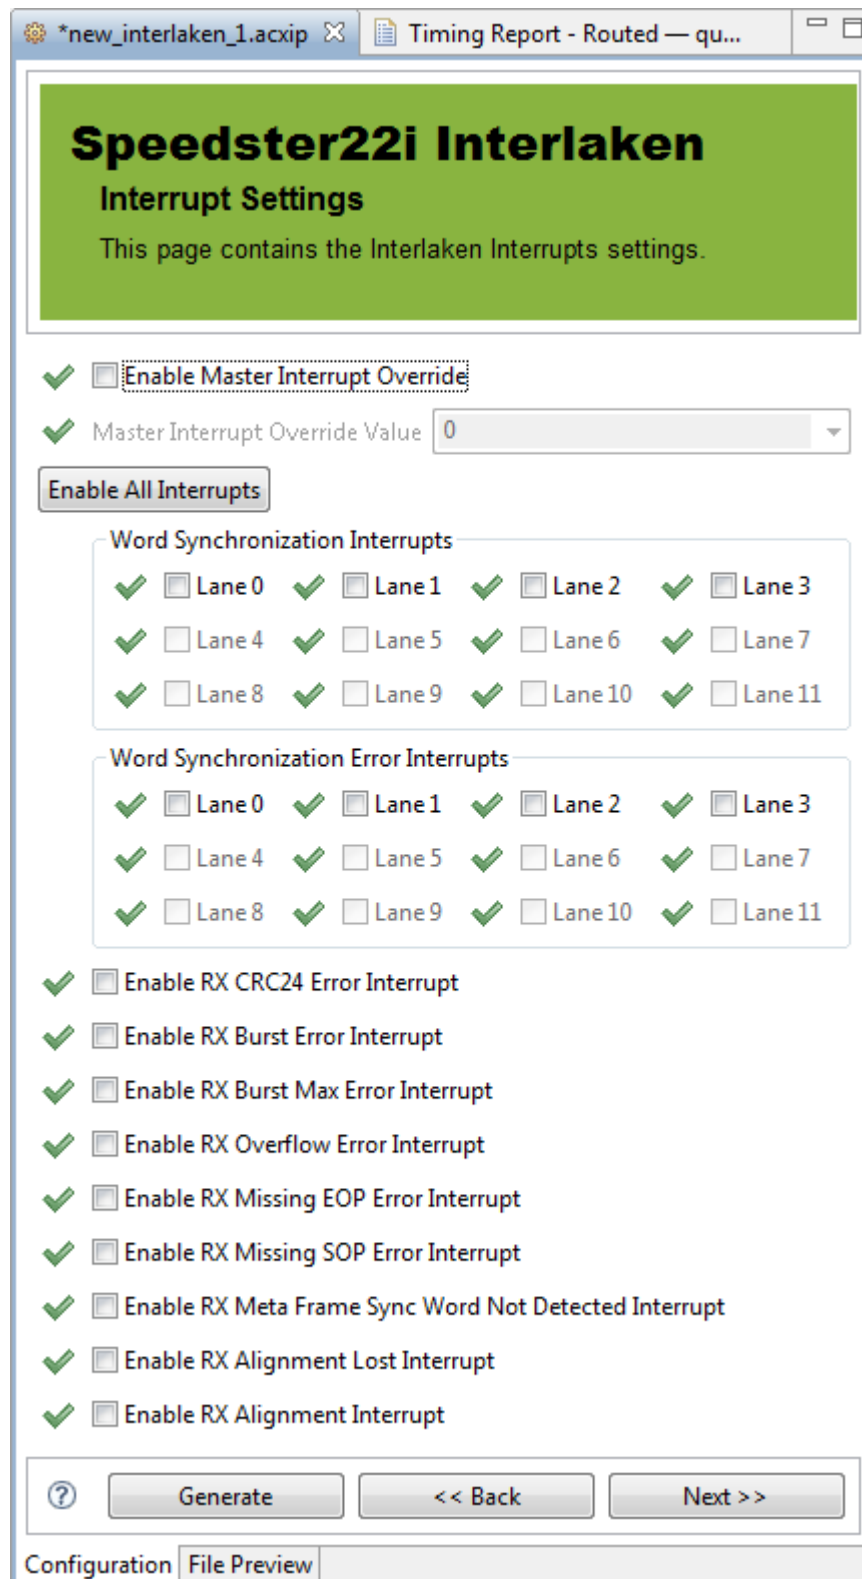 *new_interlaken_1.acxip Timing Report - Routed — qu...
Speedster22i Interlaken
Interrupt Settings
This page contains the Interlaken Interrupts settings.
Enable Master Interrupt Override
Master Interrupt Override Value 0
Enable All Interrupts
Word Synchronization Interrupts
Lane 0 Lane 1 Lane 2 Lane 3
Lane 4 Lane 5 Lane 6 Lane 7
Lane 8 Lane 9 Lane 10 Lane 11
Word Synchronization Error Interrupts
Lane 0 Lane 1 Lane 2 Lane 3
Lane 4 Lane 5 Lane 6 Lane 7
Lane 8 Lane 9 Lane 10 Lane 11
Enable RX CRC24 Error Interrupt
Enable RX Burst Error Interrupt
Enable RX Burst Max Error Interrupt
Enable RX Overflow Error Interrupt
Enable RX Missing EOP Error Interrupt
Enable RX Missing SOP Error Interrupt
Enable RX Meta Frame Sync Word Not Detected Interrupt
Enable RX Alignment Lost Interrupt
Enable RX Alignment Interrupt
? Generate << Back Next >>
Configuration File Preview